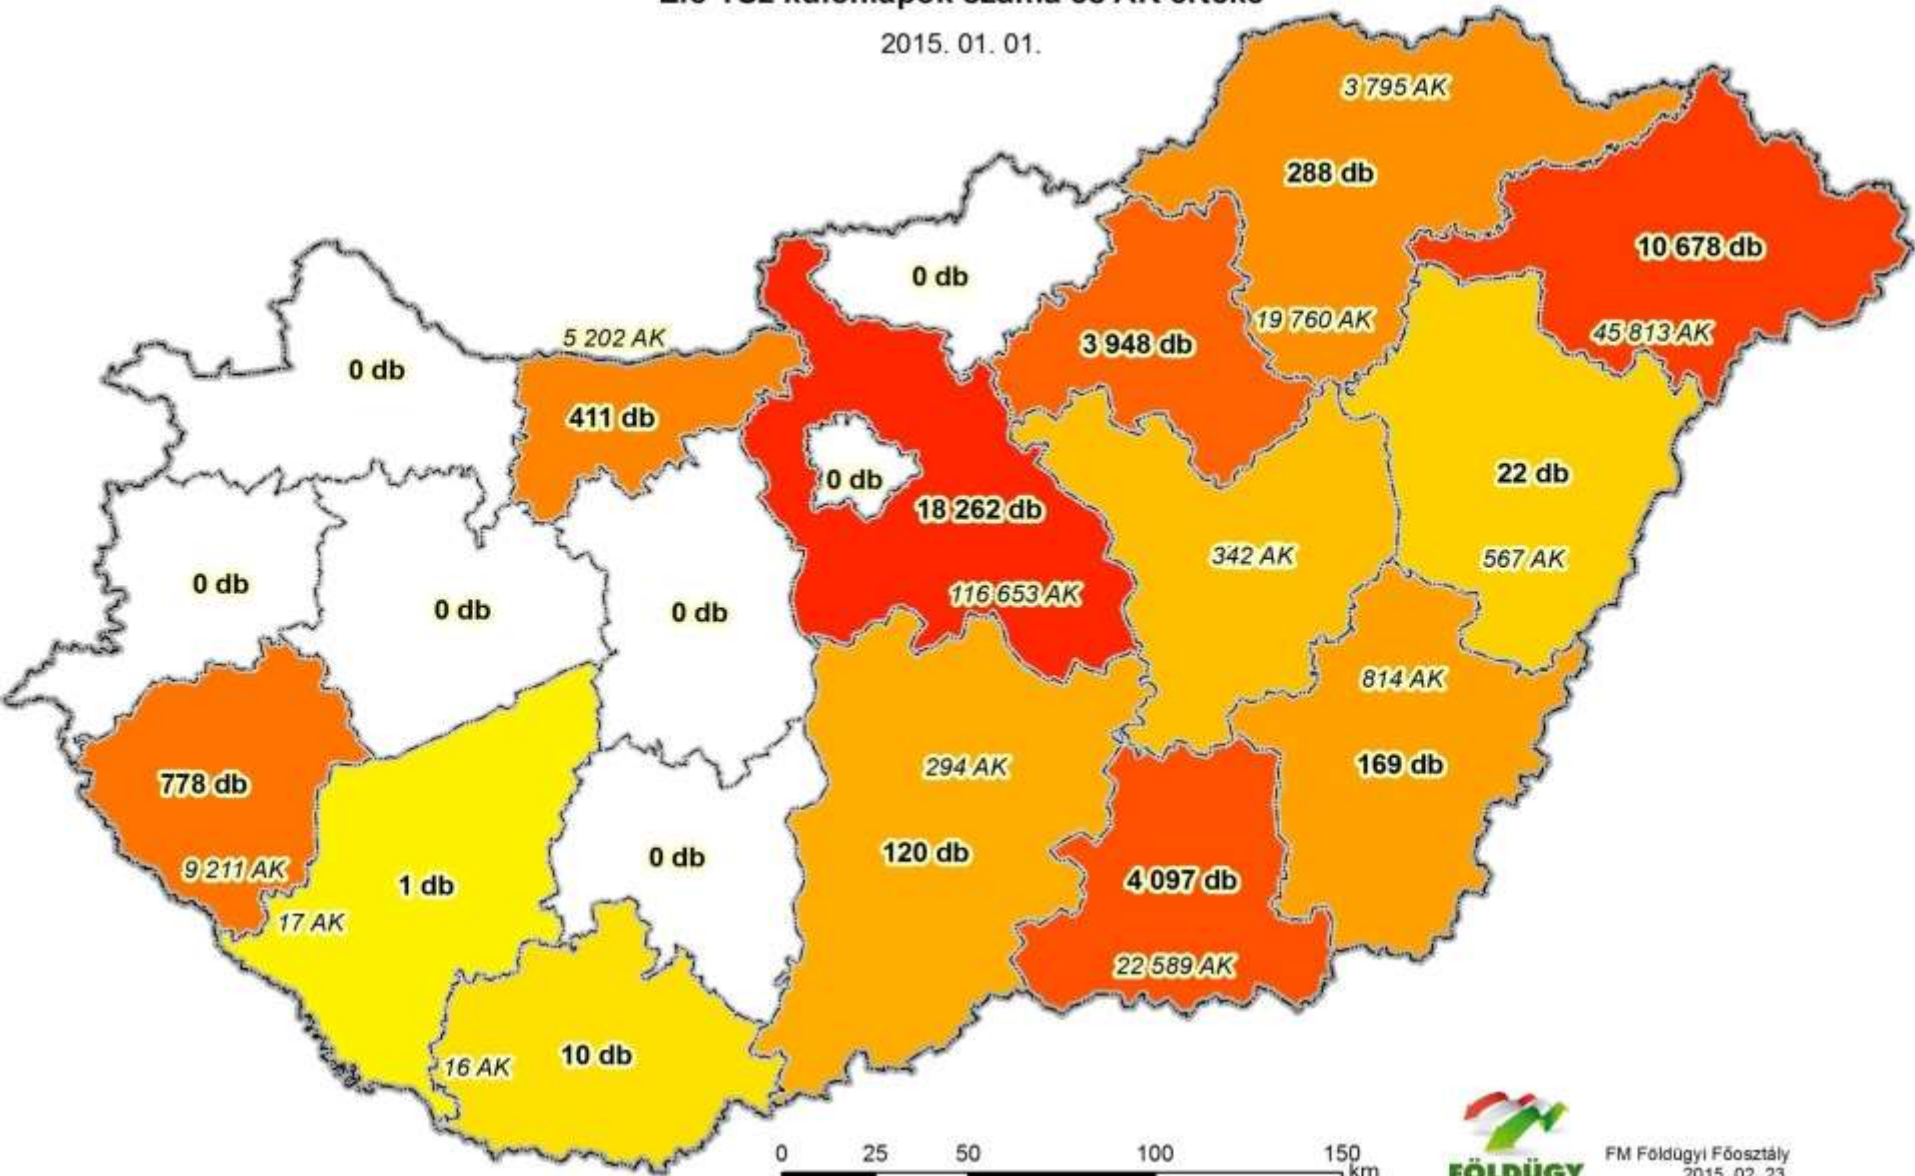 2015. 01. 01.
3 795 AK
288 db
10 678 db
0 db
5 202 AK
19 760 AK
45 813 AK
3 948 db
0 db
411 db
22 db
0 db
18 262 db
342 AK
567 AK
0 db
0 db
0 db
116 653 AK
814 AK
294 AK
169 db
778 db
9 211 AK
1 db
0 db
120 db
4 097 db
17 AK
22 589 AK
16 AK
10 db
0 25 50 100 150
km
FÖLDÜGY
FM Földügyi Főosztály
2015. 02. 23.